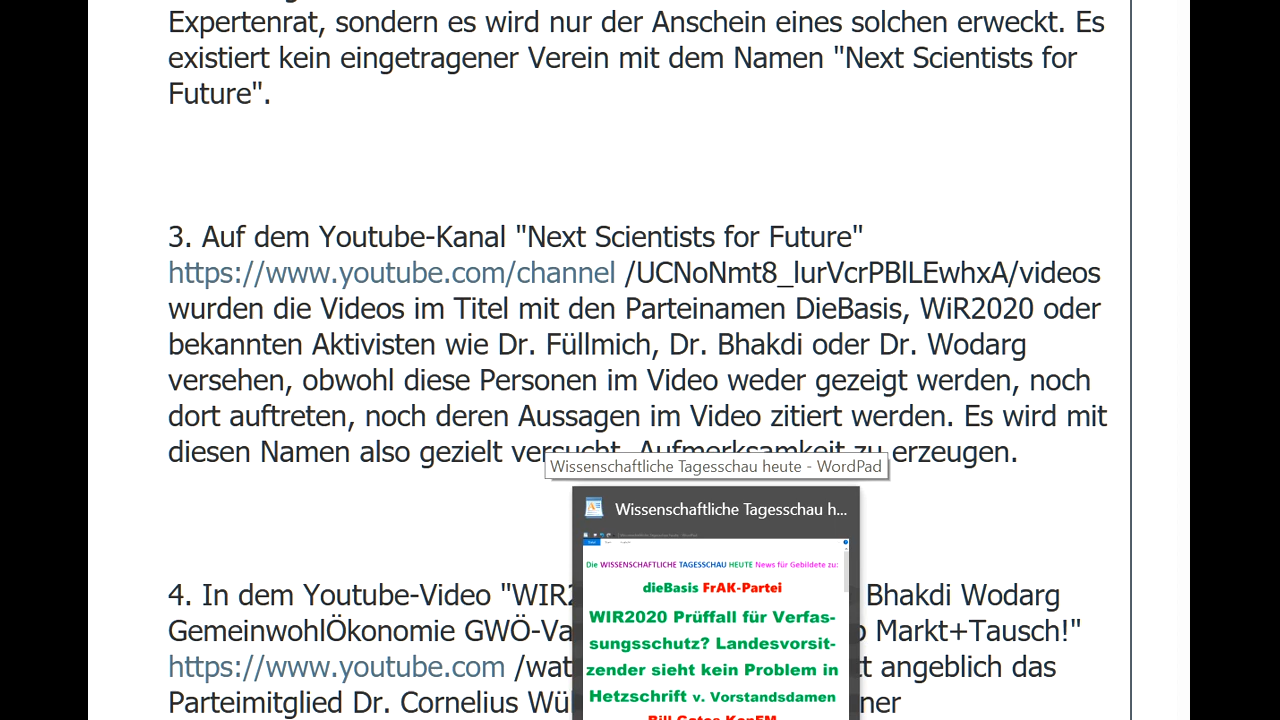 Expertenrat, sondern es wird nur der Anschein eines solchen erweckt. Es
existiert kein eingetragener Verein mit dem Namen "Next Scientists for
Future".
3. Auf dem Youtube-Kanal "Next Scientists for Future"
https://www.youtube.com/channel /UCNoNmt8_lurVcrPBlLEwhxA/videos
wurden die Videos im Titel mit den Parteinamen DieBasis, WiR2020 oder
bekannten Aktivisten wie Dr. Füllmich, Dr. Bhakdi oder Dr. Wodarg
versehen, obwohl diese Personen im Video weder gezeigt werden, noch
dort auftreten, noch deren Aussagen im Video zitiert werden. Es wird mit
diesen Namen also gezielt versucht, Aufmerksamkeit zu erzeugen.
Wissenschaftliche Tagesschau heute - WordPad
Wissenschaftliche Tagesschau h...
Die WISSENSCHAFTLICHE TAGESSCHAU HEUTE News für Gebildete zu:
dieBasis FrAK-Partei
WIR2020 Prüffall für Verfas-
sungsschutz? Landesvorsit-
zender sieht kein Problem in
Hetzschrift v. Vorstandsdamen
Bill Gates KenFM
4. In dem Youtube-Video "WIR2 Bhakdi Wodarg
GemeinwohlÖkonomie GWÖ-Va o Markt+Tausch!"
https://www.youtube.com /wat tt angeblich das
Parteimitglied Dr. Cornelius Wü ner